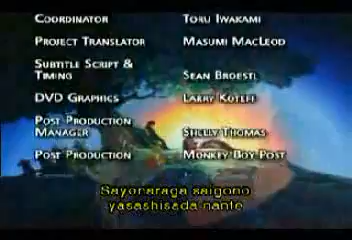 COORDINATOR TORU IWAKAMI
PROJECT TRANSLATOR MASUMI MACLEOD
SUBTITLE SCRIPT &
TIMING SEAN BROESTL
DVD GRAPHICS LARRY KOTEFF
POST PRODUCTION
MANAGER SHELLY THOMAS
POST PRODUCTION MONKEY BOY POST
Sayonaraga saigono
yasashisada nante